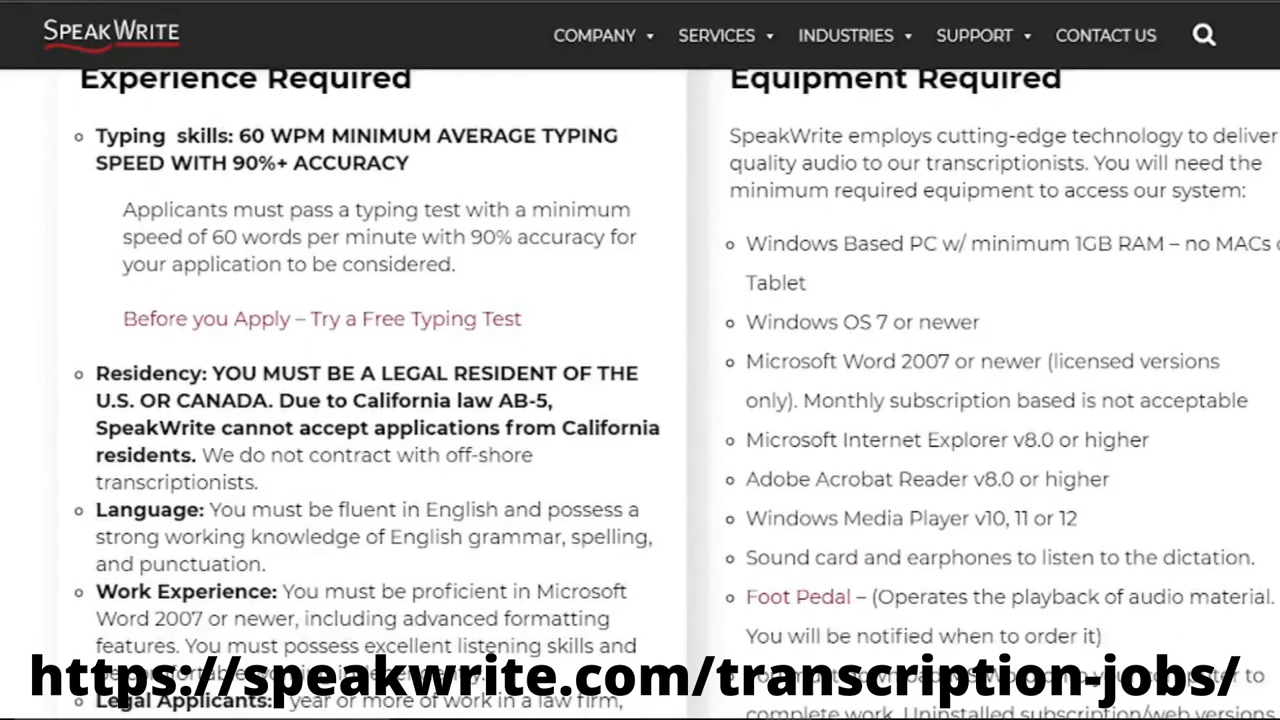 SPEAKWRITE
COMPANY
SERVICES
INDUSTRIES
SUPPORT
CONTACT US
Experience Required
Typing skills: 60 WPM MINIMUM AVERAGE TYPING
SPEED WITH 90%+ ACCURACY
Applicants must pass a typing test with a minimum
speed of 60 words per minute with 90% accuracy for
your application to be considered.
Before you Apply – Try a Free Typing Test
Residency: YOU MUST BE A LEGAL RESIDENT OF THE
U.S. OR CANADA. Due to California law AB-5,
SpeakWrite cannot accept applications from California
residents. We do not contract with off-shore
transcriptionists.
Language: You must be fluent in English and possess a
strong working knowledge of English grammar, spelling,
and punctuation.
Work Experience: You must be proficient in Microsoft
Word 2007 or newer, including advanced formatting
features. You must possess excellent listening skills and
Legal Applicants: 1 year or more of work in a law firm,
Equipment Required
SpeakWrite employs cutting-edge technology to deliver
quality audio to our transcriptionists. You will need the
minimum required equipment to access our system:
Windows Based PC w/ minimum 1GB RAM – no MACs
Tablet
Windows OS 7 or newer
Microsoft Word 2007 or newer (licensed versions
only). Monthly subscription based is not acceptable
Microsoft Internet Explorer v8.0 or higher
Adobe Acrobat Reader v8.0 or higher
Windows Media Player v10, 11 or 12
Sound card and earphones to listen to the dictation.
Foot Pedal – (Operates the playback of audio material.
You will be notified when to order it)
complete work. Uninstalled subscription/web versions
https://speakwrite.com/transcription-jobs/